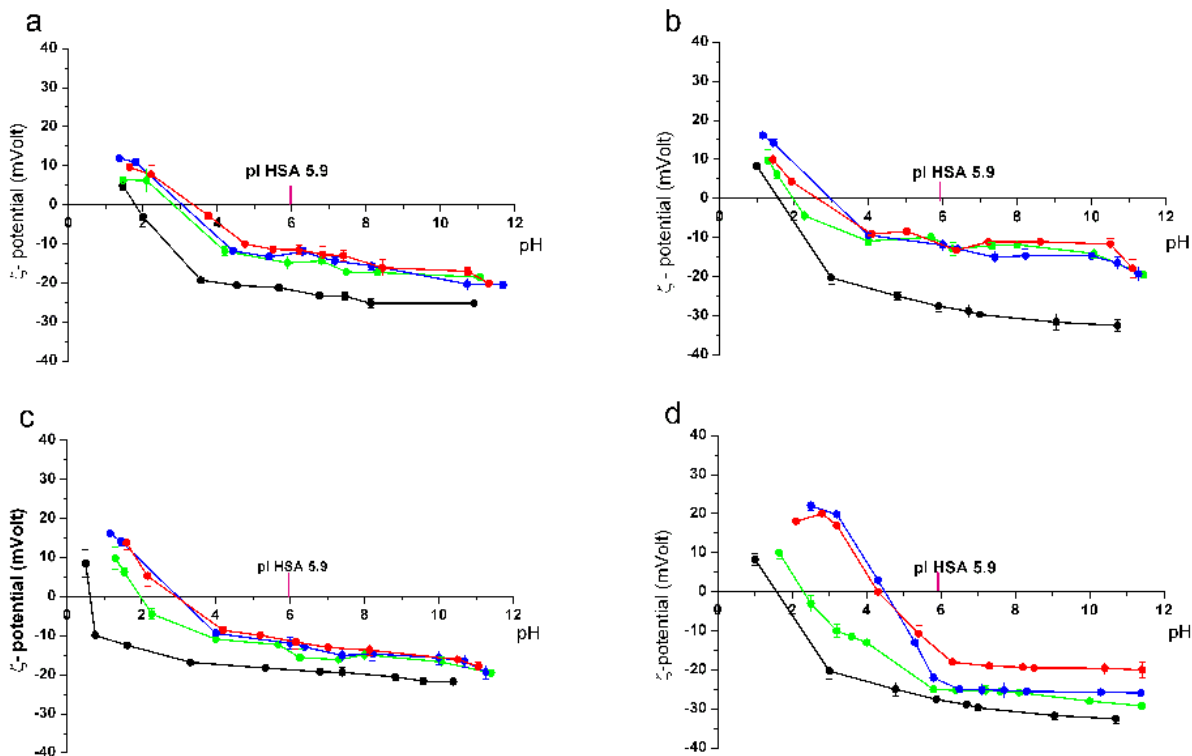 a
40
30
20
10
0
-10
-20
-30
-40
ζ- potential (mVolt)
0 2 4 6 8 10 12
pI HSA 5.9
pH
b
40
30
20
10
0
-10
-20
-30
-40
ζ - potential (mVolt)
0 2 4 6 8 10 12
pI HSA 5.9
pH
c
40
30
20
10
0
-10
-20
-30
-40
ζ- potential (mVolt)
0 2 4 6 8 10 12
pI HSA 5.9
pH
d
40
30
20
10
0
-10
-20
-30
-40
ζ-potential (mVolt)
0 2 4 6 8 10 12
pI HSA 5.9
pH